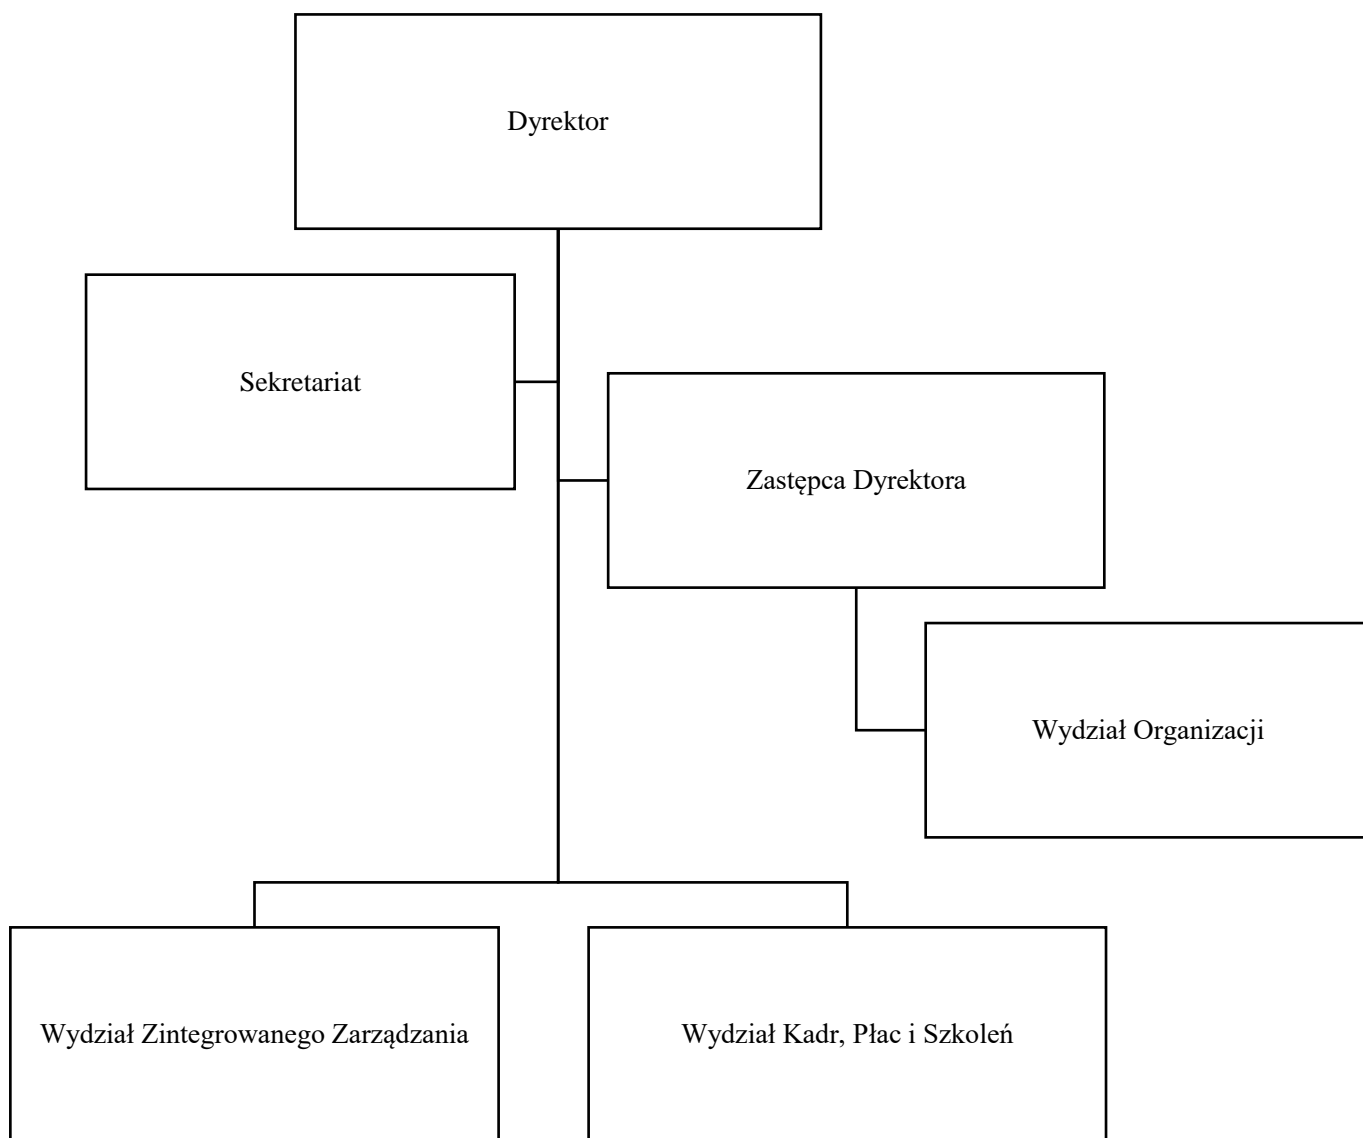 Dyrektor
Sekretariat
Zastępca Dyrektora
Wydział Organizacji
Wydział Zintegrowanego Zarządzania
Wydział Kadr, Płac i Szkoleń